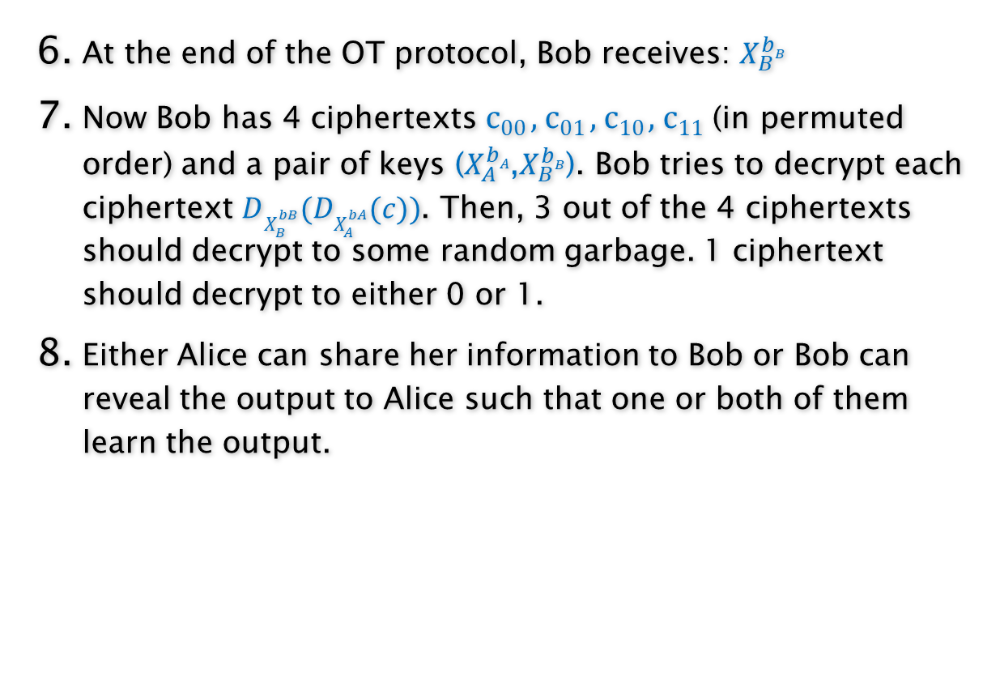 6. At the end of the OT protocol, Bob receives: $X_B^{b_B}$
7. Now Bob has 4 ciphertexts $c_{00}, c_{01}, c_{10}, c_{11}$ (in permuted
order) and a pair of keys $(X_A^{b_A}, X_B^{b_B})$. Bob tries to decrypt each
ciphertext $D_{X_B^{bB}}(D_{X_A^{bA}}(c))$. Then, 3 out of the 4 ciphertexts
should decrypt to some random garbage. 1 ciphertext
should decrypt to either 0 or 1.
8. Either Alice can share her information to Bob or Bob can
reveal the output to Alice such that one or both of them
learn the output.